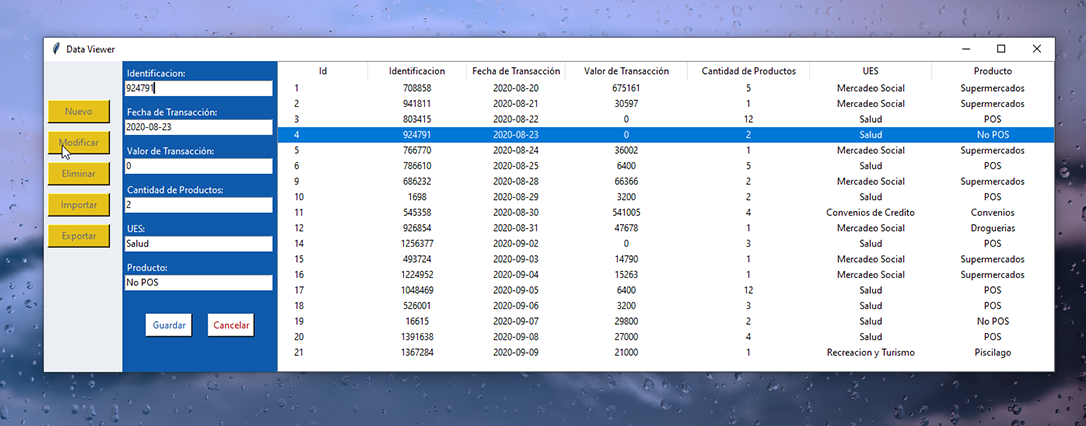 Data Viewer
Nuevo
Modificar
Eliminar
Importar
Exportar
Identificacion:
924791
Fecha de Transacción:
2020-08-23
Valor de Transacción:
0
Cantidad de Productos:
2
UES:
Salud
Producto:
No POS
Guardar Cancelar
Id Identificacion Fecha de Transacción Valor de Transacción Cantidad de Productos UES Producto
1 708858 2020-08-20 675161 5 Mercadeo Social Supermercados
2 941811 2020-08-21 30597 1 Mercadeo Social Supermercados
3 803415 2020-08-22 0 12 Salud POS
4 924791 2020-08-23 0 2 Salud No POS
5 766770 2020-08-24 36002 1 Mercadeo Social Supermercados
6 786610 2020-08-25 6400 5 Salud POS
9 686232 2020-08-28 66366 2 Mercadeo Social Supermercados
10 1698 2020-08-29 3200 2 Salud POS
11 545358 2020-08-30 541005 4 Convenios de Credito Convenios
12 926854 2020-08-31 47678 1 Mercadeo Social Droguerias
14 1256377 2020-09-02 0 3 Salud POS
15 493724 2020-09-03 14790 1 Mercadeo Social Supermercados
16 1224952 2020-09-04 15263 1 Mercadeo Social Supermercados
17 1048469 2020-09-05 6400 12 Salud POS
18 526001 2020-09-06 3200 3 Salud POS
19 16615 2020-09-07 29800 2 Salud No POS
20 1391638 2020-09-08 27000 4 Salud POS
21 1367284 2020-09-09 21000 1 Recreacion y Turismo Piscilago